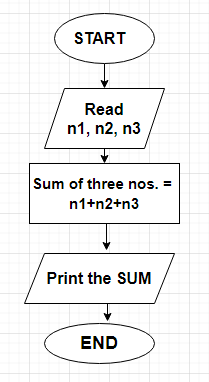 START
Read
n1, n2, n3
Sum of three nos. =
n1+n2+n3
Print the SUM
END